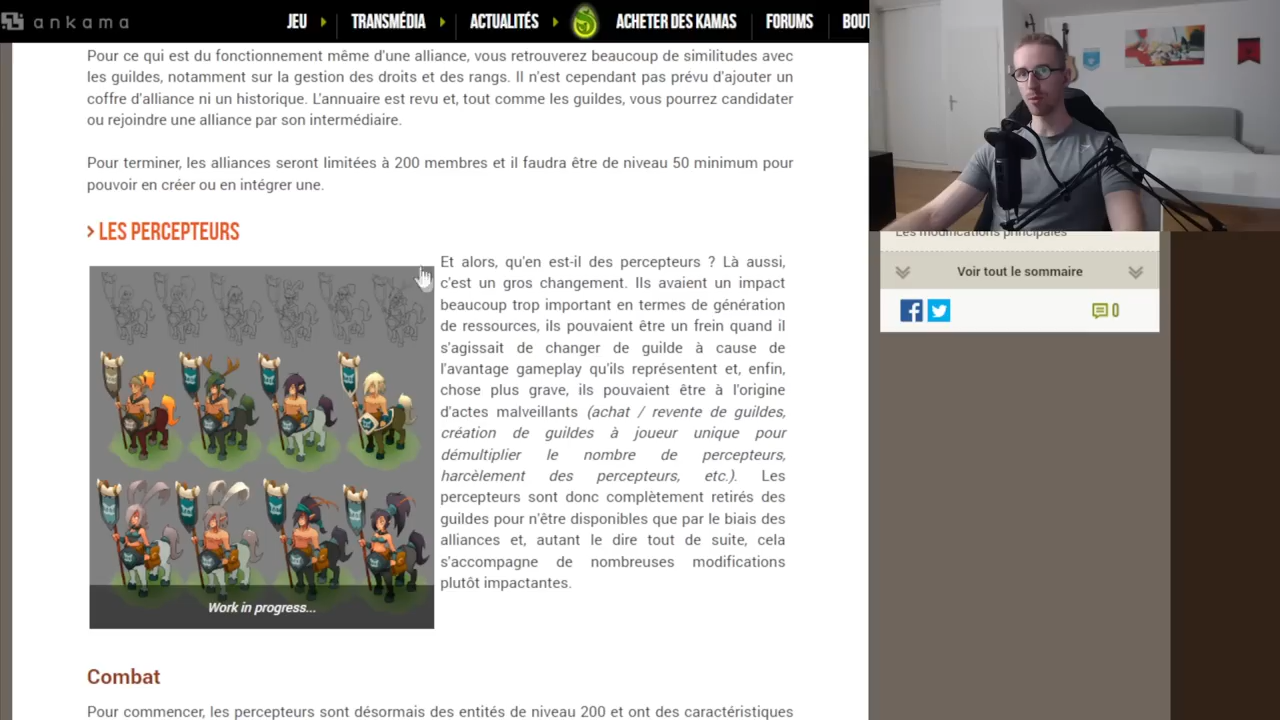 ankama
JEU TRANSMÉDIA ACTUALITÉS ACHETER DES KAMAS FORUMS BOUT
Pour ce qui est du fonctionnement même d'une alliance, vous retrouverez beaucoup de similitudes avec
les guildes, notamment sur la gestion des droits et des rangs. Il n'est cependant pas prévu d'ajouter un
coffre d'alliance ni un historique. L'annuaire est revu et, tout comme les guildes, vous pourrez candidater
ou rejoindre une alliance par son intermédiaire.
Pour terminer, les alliances seront limitées à 200 membres et il faudra être de niveau 50 minimum pour
pouvoir en créer ou en intégrer une.
> LES PERCEPTEURS
Et alors, qu'en est-il des percepteurs ? Là aussi,
c'est un gros changement. Ils avaient un impact
beaucoup trop important en termes de génération
de ressources, ils pouvaient être un frein quand il
s'agissait de changer de guilde à cause de
l'avantage gameplay qu'ils représentent et, enfin,
chose plus grave, ils pouvaient être à l'origine
d'actes malveillants (achat / revente de guildes,
création de guildes à joueur unique pour
démultiplier le nombre de percepteurs,
harcèlement des percepteurs, etc.). Les
percepteurs sont donc complètement retirés des
guildes pour n'être disponibles que par le biais des
alliances et, autant le dire tout de suite, cela
s'accompagne de nombreuses modifications
plutôt impactantes.
Work in progress...
Combat
Pour commencer, les percepteurs sont désormais des entités de niveau 200 et ont des caractéristiques
Les modifications principales
Voir tout le sommaire
0